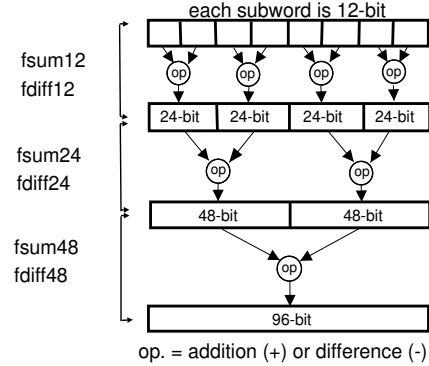 each subword is 12-bit
fsum12
fdiff12
op op op op
24-bit 24-bit 24-bit 24-bit
fsum24
fdiff24
op op
48-bit 48-bit
fsum48
fdiff48
op
96-bit
op. = addition (+) or difference (-)